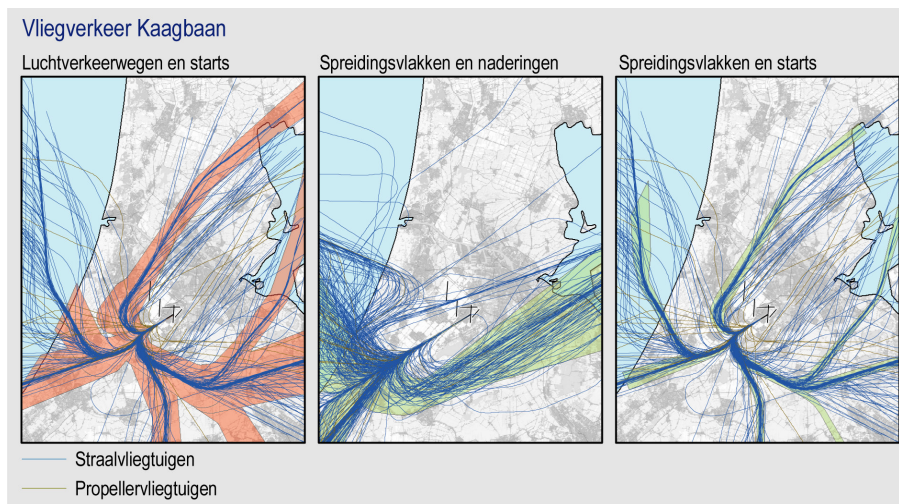 Vliegverkeer Kaagbaan
Luchtverkeerwegen en starts
Spreidingsvlakken en naderingen
Spreidingsvlakken en starts
Straalvliegtuigen
Propellervliegtuigen